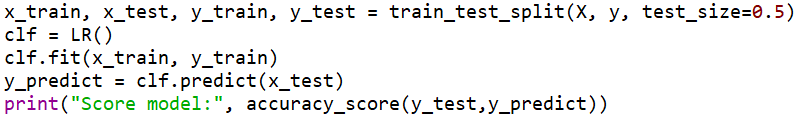 x_train, x_test, y_train, y_test = train_test_split(X, y, test_size=0.5)
clf = LR()
clf.fit(x_train, y_train)
y_predict = clf.predict(x_test)
print("Score model:", accuracy_score(y_test,y_predict))